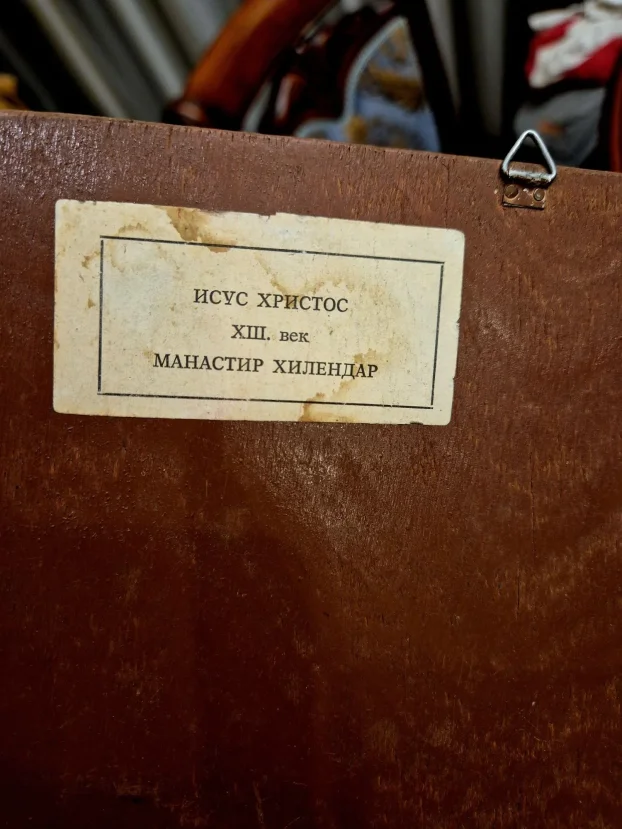 ИСУС ХРИСТОС
XIII. век
МАНАСТИР ХИЛЕНДАР